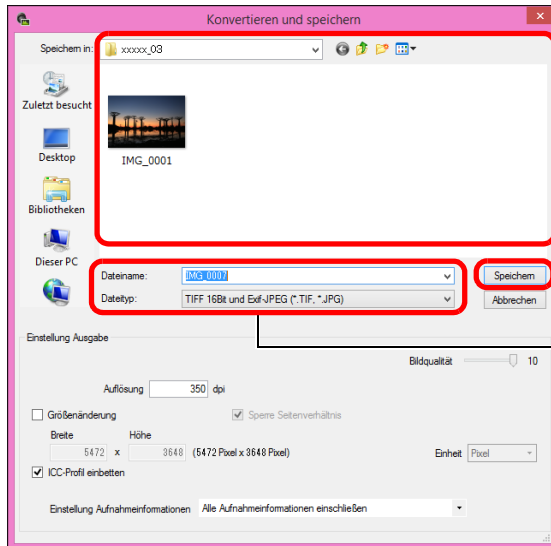 Konvertieren und speichern
Speichern in: xxxxx_03
Zuletzt besucht
Desktop
Bibliotheken
Dieser PC
IMG_0001
Dateiname: IMG_0007
Speichern
Dateityp: TIFF 16Bit und Exif-JPEG (*.TIF, *.JPG)
Abbrechen
Einstellung Ausgabe
Bildqualität 10
Auflösung 350 dpi
Größenänderung Sperre Seitenverhältnis
Breite Höhe
5472 x 3648 (5472 Pixel x 3648 Pixel) Einheit Pixel
ICC-Profil einbetten
Einstellung Aufnahmeinformationen Alle Aufnahmeinformationen einschließen